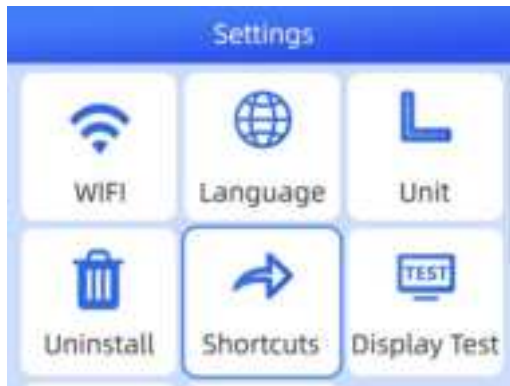 Settings
WIFI
Language
Unit
TEST
Uninstall
Shortcuts
Display Test